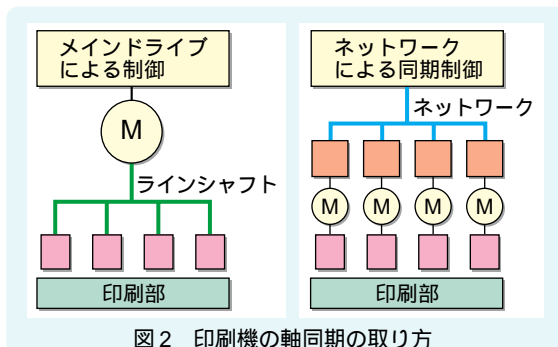 メインドライブ
による制御
M
ラインシャフト
印刷部
ネットワーク
による同期制御
ネットワーク
M
M
M
M
印刷部
図2 印刷機の軸同期の取り方